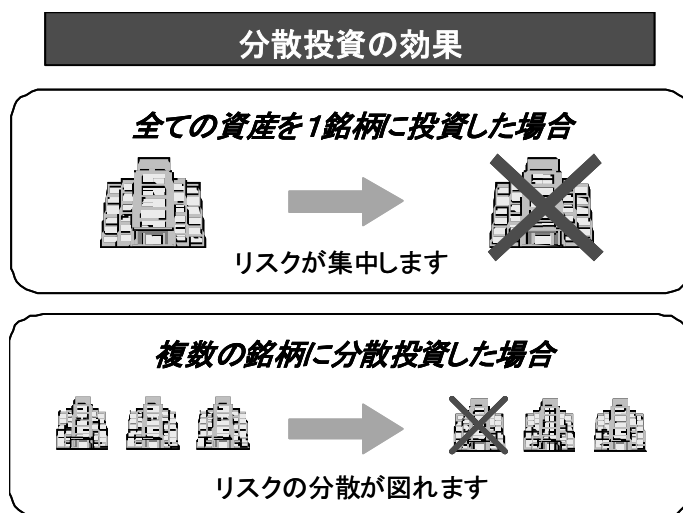 分散投資の効果
全ての資産を1銘柄に投資した場合
リスクが集中します
複数の銘柄に分散投資した場合
リスクの分散が図れます